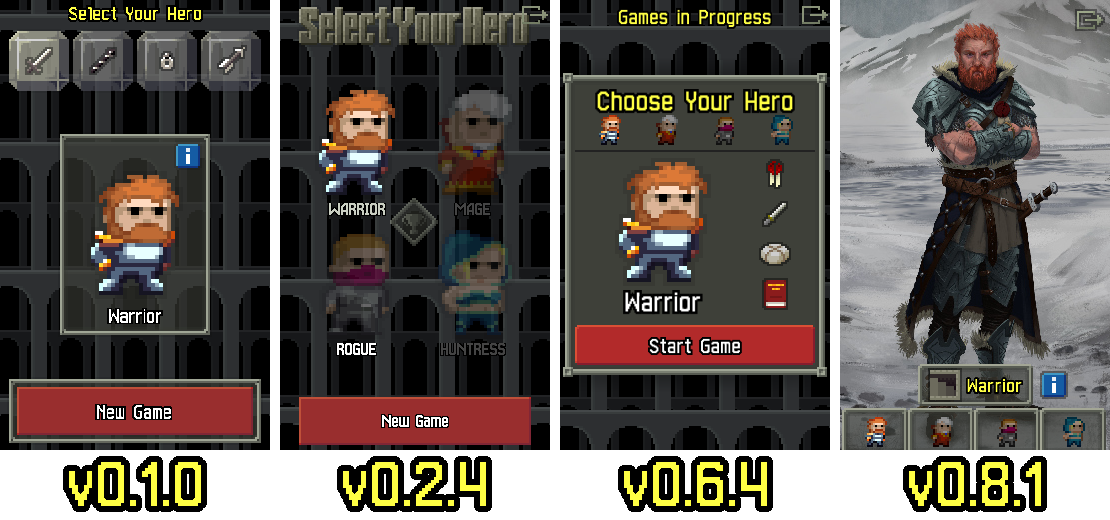 Select Your Hero
i
Warrior
New Game
v0.1.0
Select Your Hero
WARRIOR
MAGE
ROGUE
HUNTRESS
New Game
v0.2.4
Games in Progress
Choose Your Hero
Warrior
Start Game
v0.6.4
Warrior
i
v0.8.1